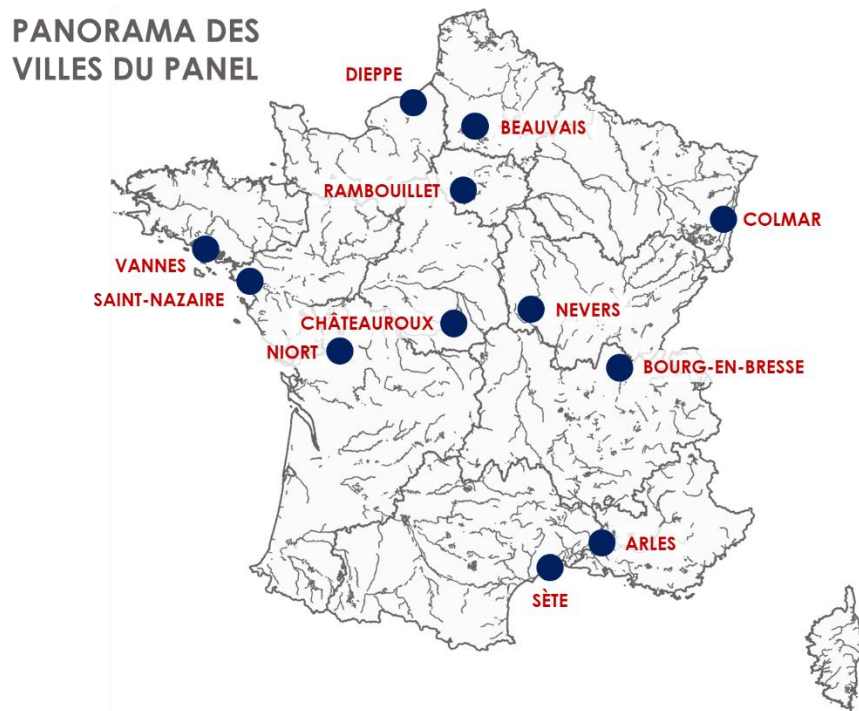 PANORAMA DES
VILLES DU PANEL
DIEPPE
BEAUVAIS
RAMBOUILLET
COLMAR
VANNES
SAINT-NAZAIRE
NEVERS
CHÂTEAUROUX
NIORT
BOURG-EN-BRESSE
ARLES
SÈTE